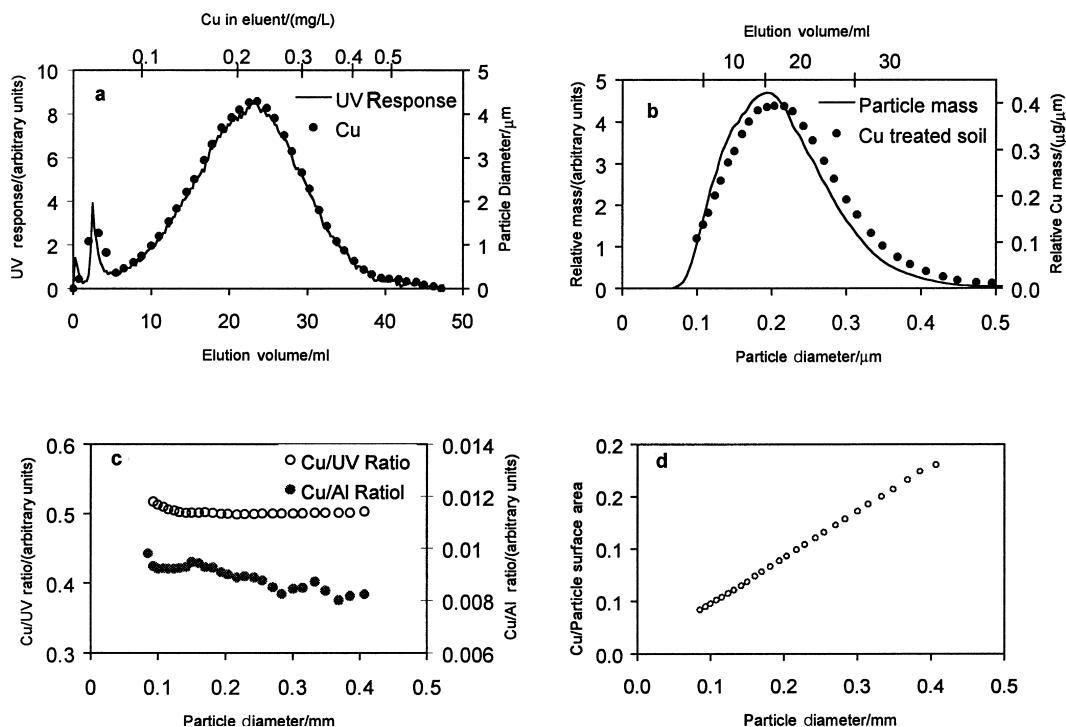 Cu in eluent/(mg/L)
0.1 0.2 0.3 0.4 0.5
a
UV Response
Cu
10
8
6
4
2
0
UV response/(arbitrary units)
5
4
3
2
1
0
Particle Diameter/μm
0 10 20 30 40 50
Elution volume/ml
Elution volume/ml
10 15 20 25 30
b
Particle mass
Cu treated soil
5
4
3
2
1
0
Relative mass/(arbitrary units)
0.4
0.3
0.2
0.1
0.0
Relative Cu mass/(μg/μm)
0 0.1 0.2 0.3 0.4 0.5
Particle diameter/μm
c
Cu/UV Ratio
Cu/Al Ratiol
0.6
0.5
0.4
0.3
Cu/UV ratio/(arbitrary units)
0.014
0.012
0.01
0.008
0.006
Cu/Al ratio/(arbitrary units)
0 0.1 0.2 0.3 0.4 0.5
Particle diameter/mm
d
0.2
0.2
0.1
0.1
0.0
Cu/Particle surface area
0.0 0.1 0.2 0.3 0.4 0.5
Particle diameter/mm